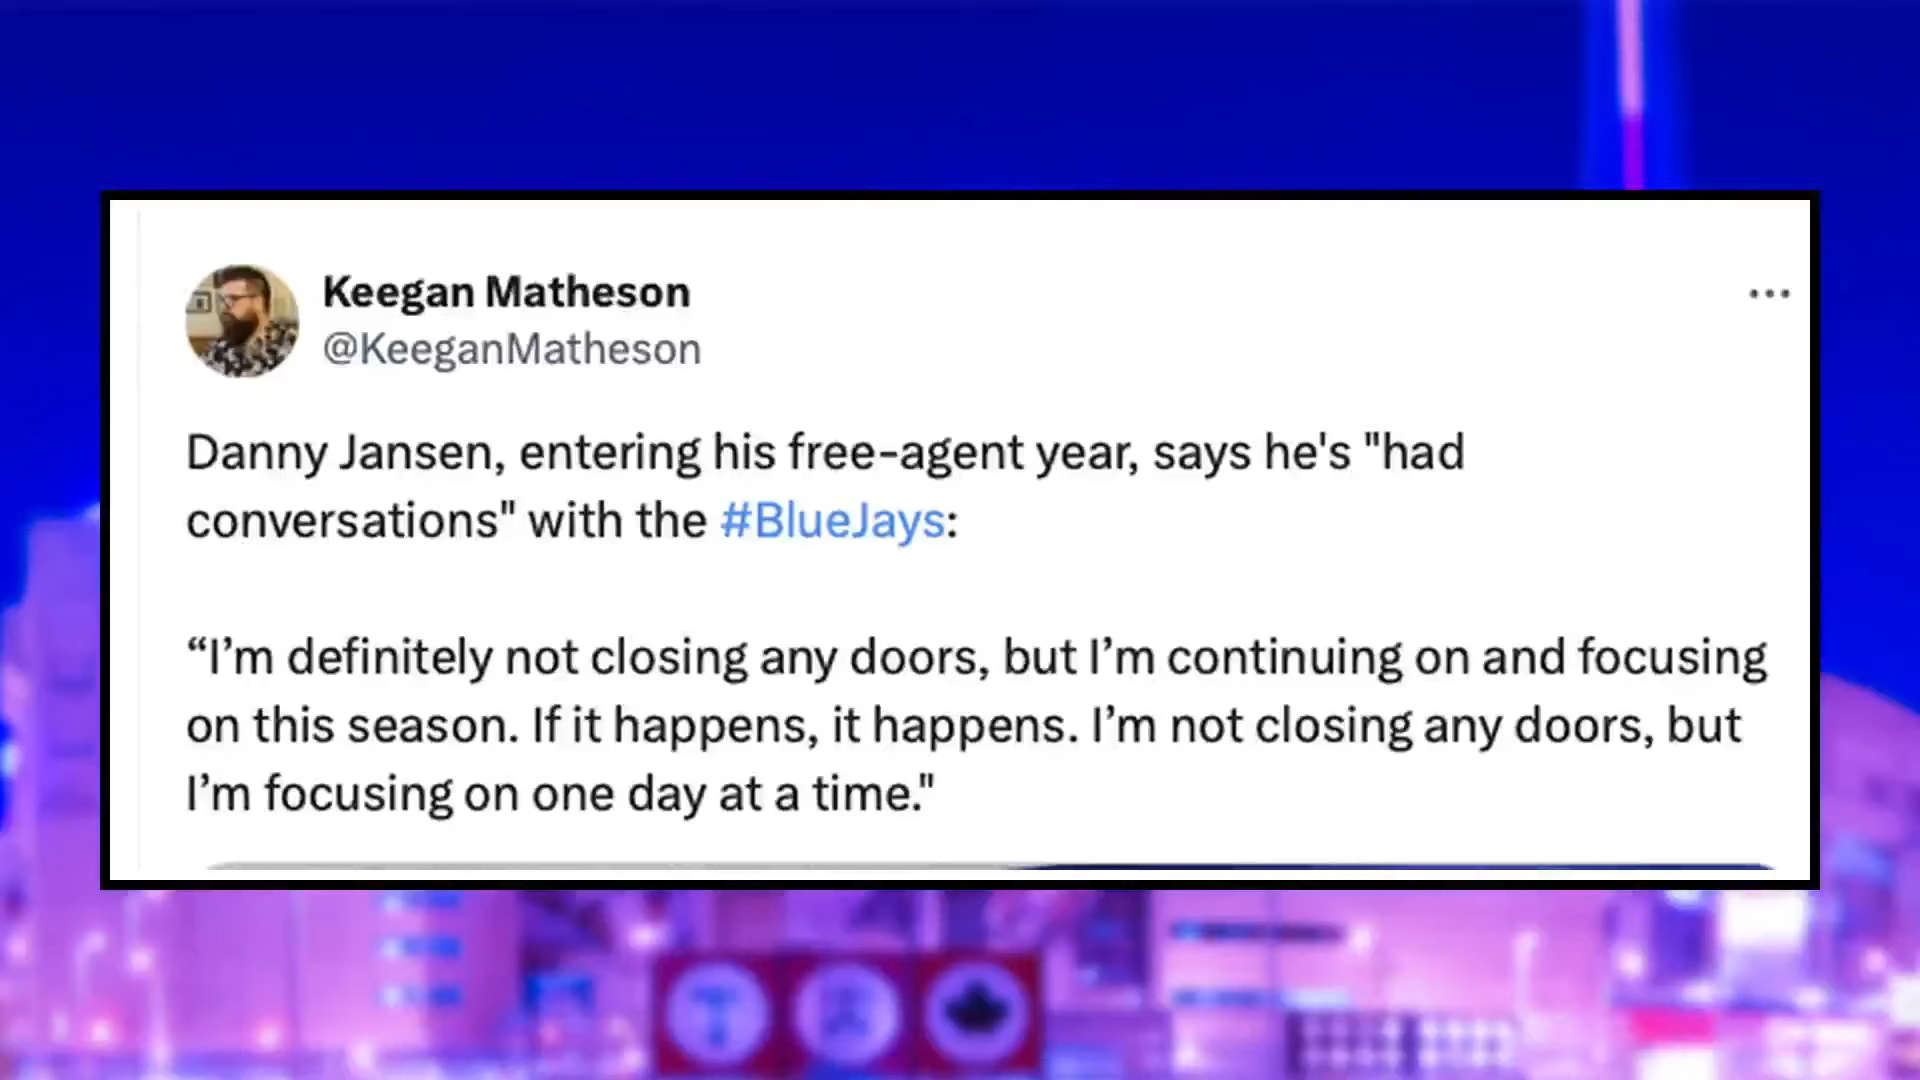 Keegan Matheson
@KeeganMatheson
Danny Jansen, entering his free-agent year, says he's "had
conversations" with the #BlueJays:
“I’m definitely not closing any doors, but I’m continuing on and focusing
on this season. If it happens, it happens. I’m not closing any doors, but
I’m focusing on one day at a time."